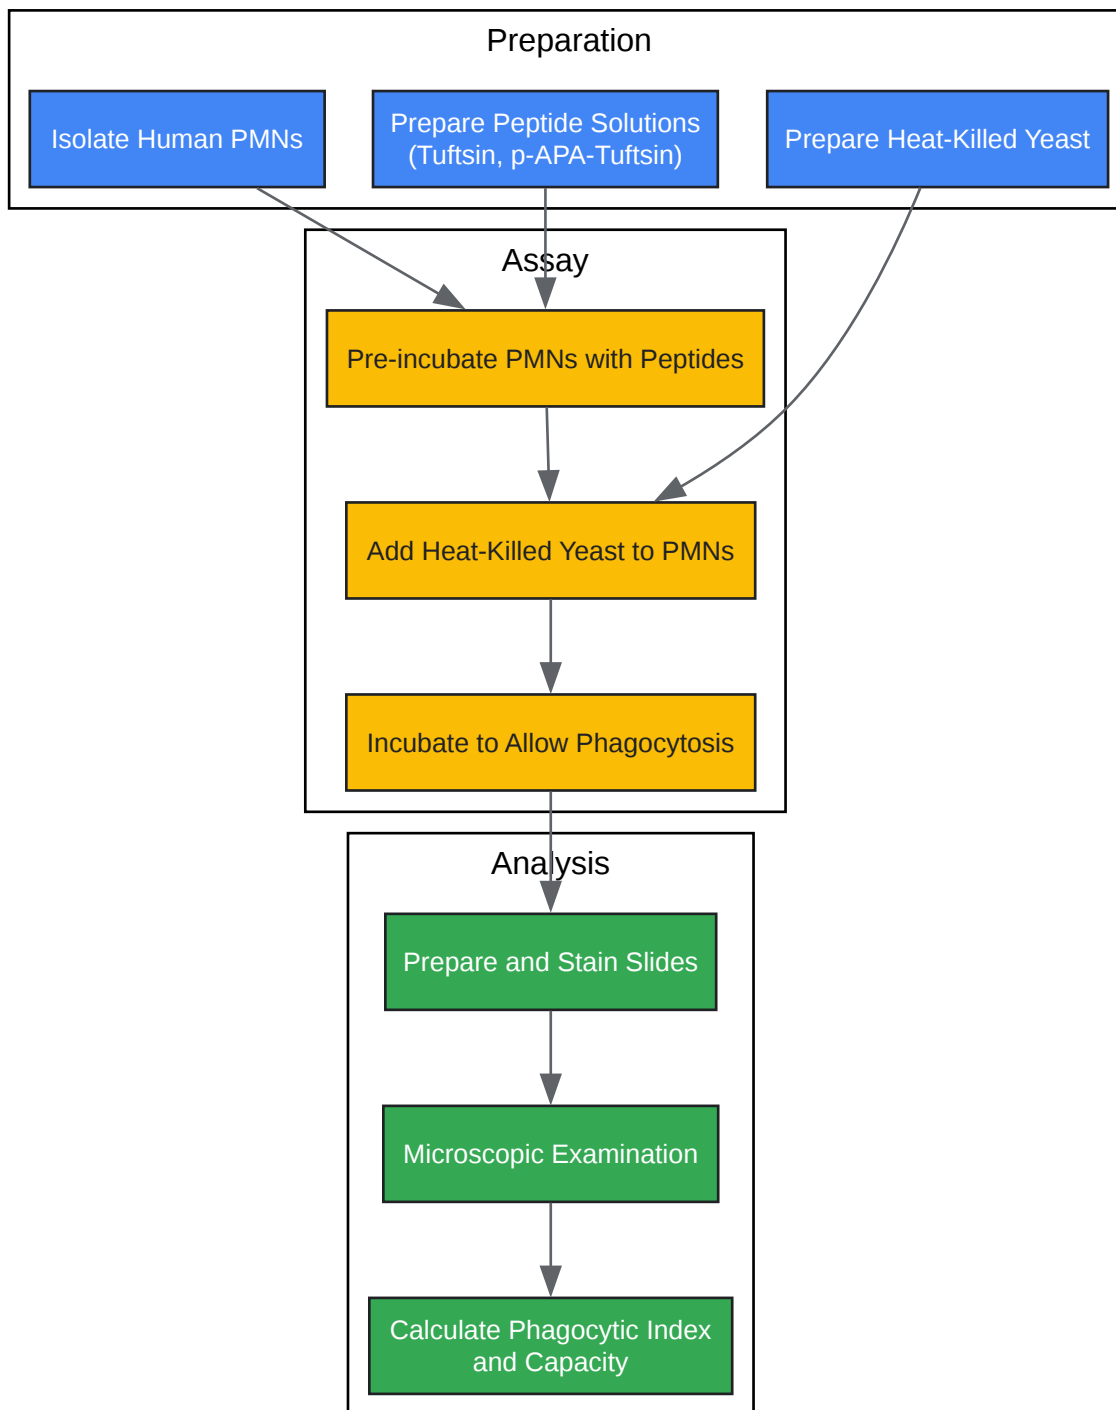 Preparation
Isolate Human PMNs
Prepare Peptide Solutions
(Tuftsin, p-APA-Tuftsin)
Prepare Heat-Killed Yeast
Assay
Pre-incubate PMNs with Peptides
Add Heat-Killed Yeast to PMNs
Incubate to Allow Phagocytosis
Analysis
Prepare and Stain Slides
Microscopic Examination
Calculate Phagocytic Index
and Capacity